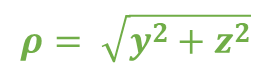 ρ = √(y² + z²)